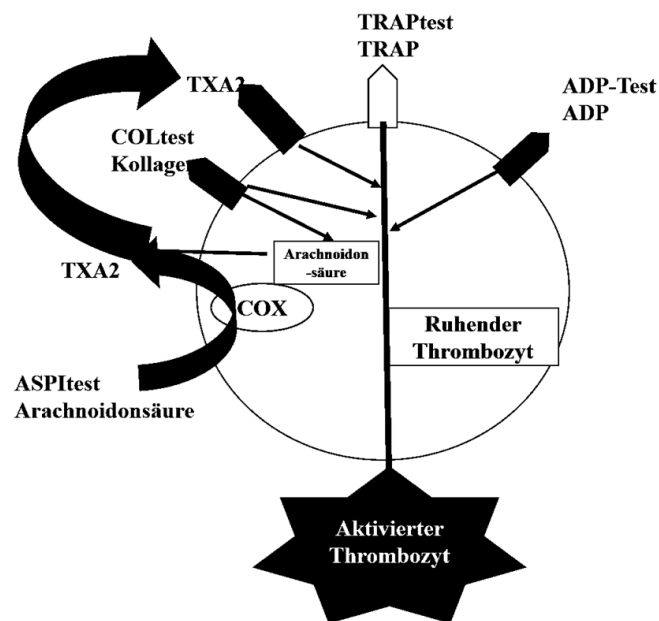 TRAPtest
TRAP
TXA2
ADP-Test
ADP
COLtest
Kollagen
Arachnoidon
-säure
TXA2
COX
Ruhender
Thrombozyt
ASPItest
Arachnoidonsäure
Aktivierter
Thrombozyt